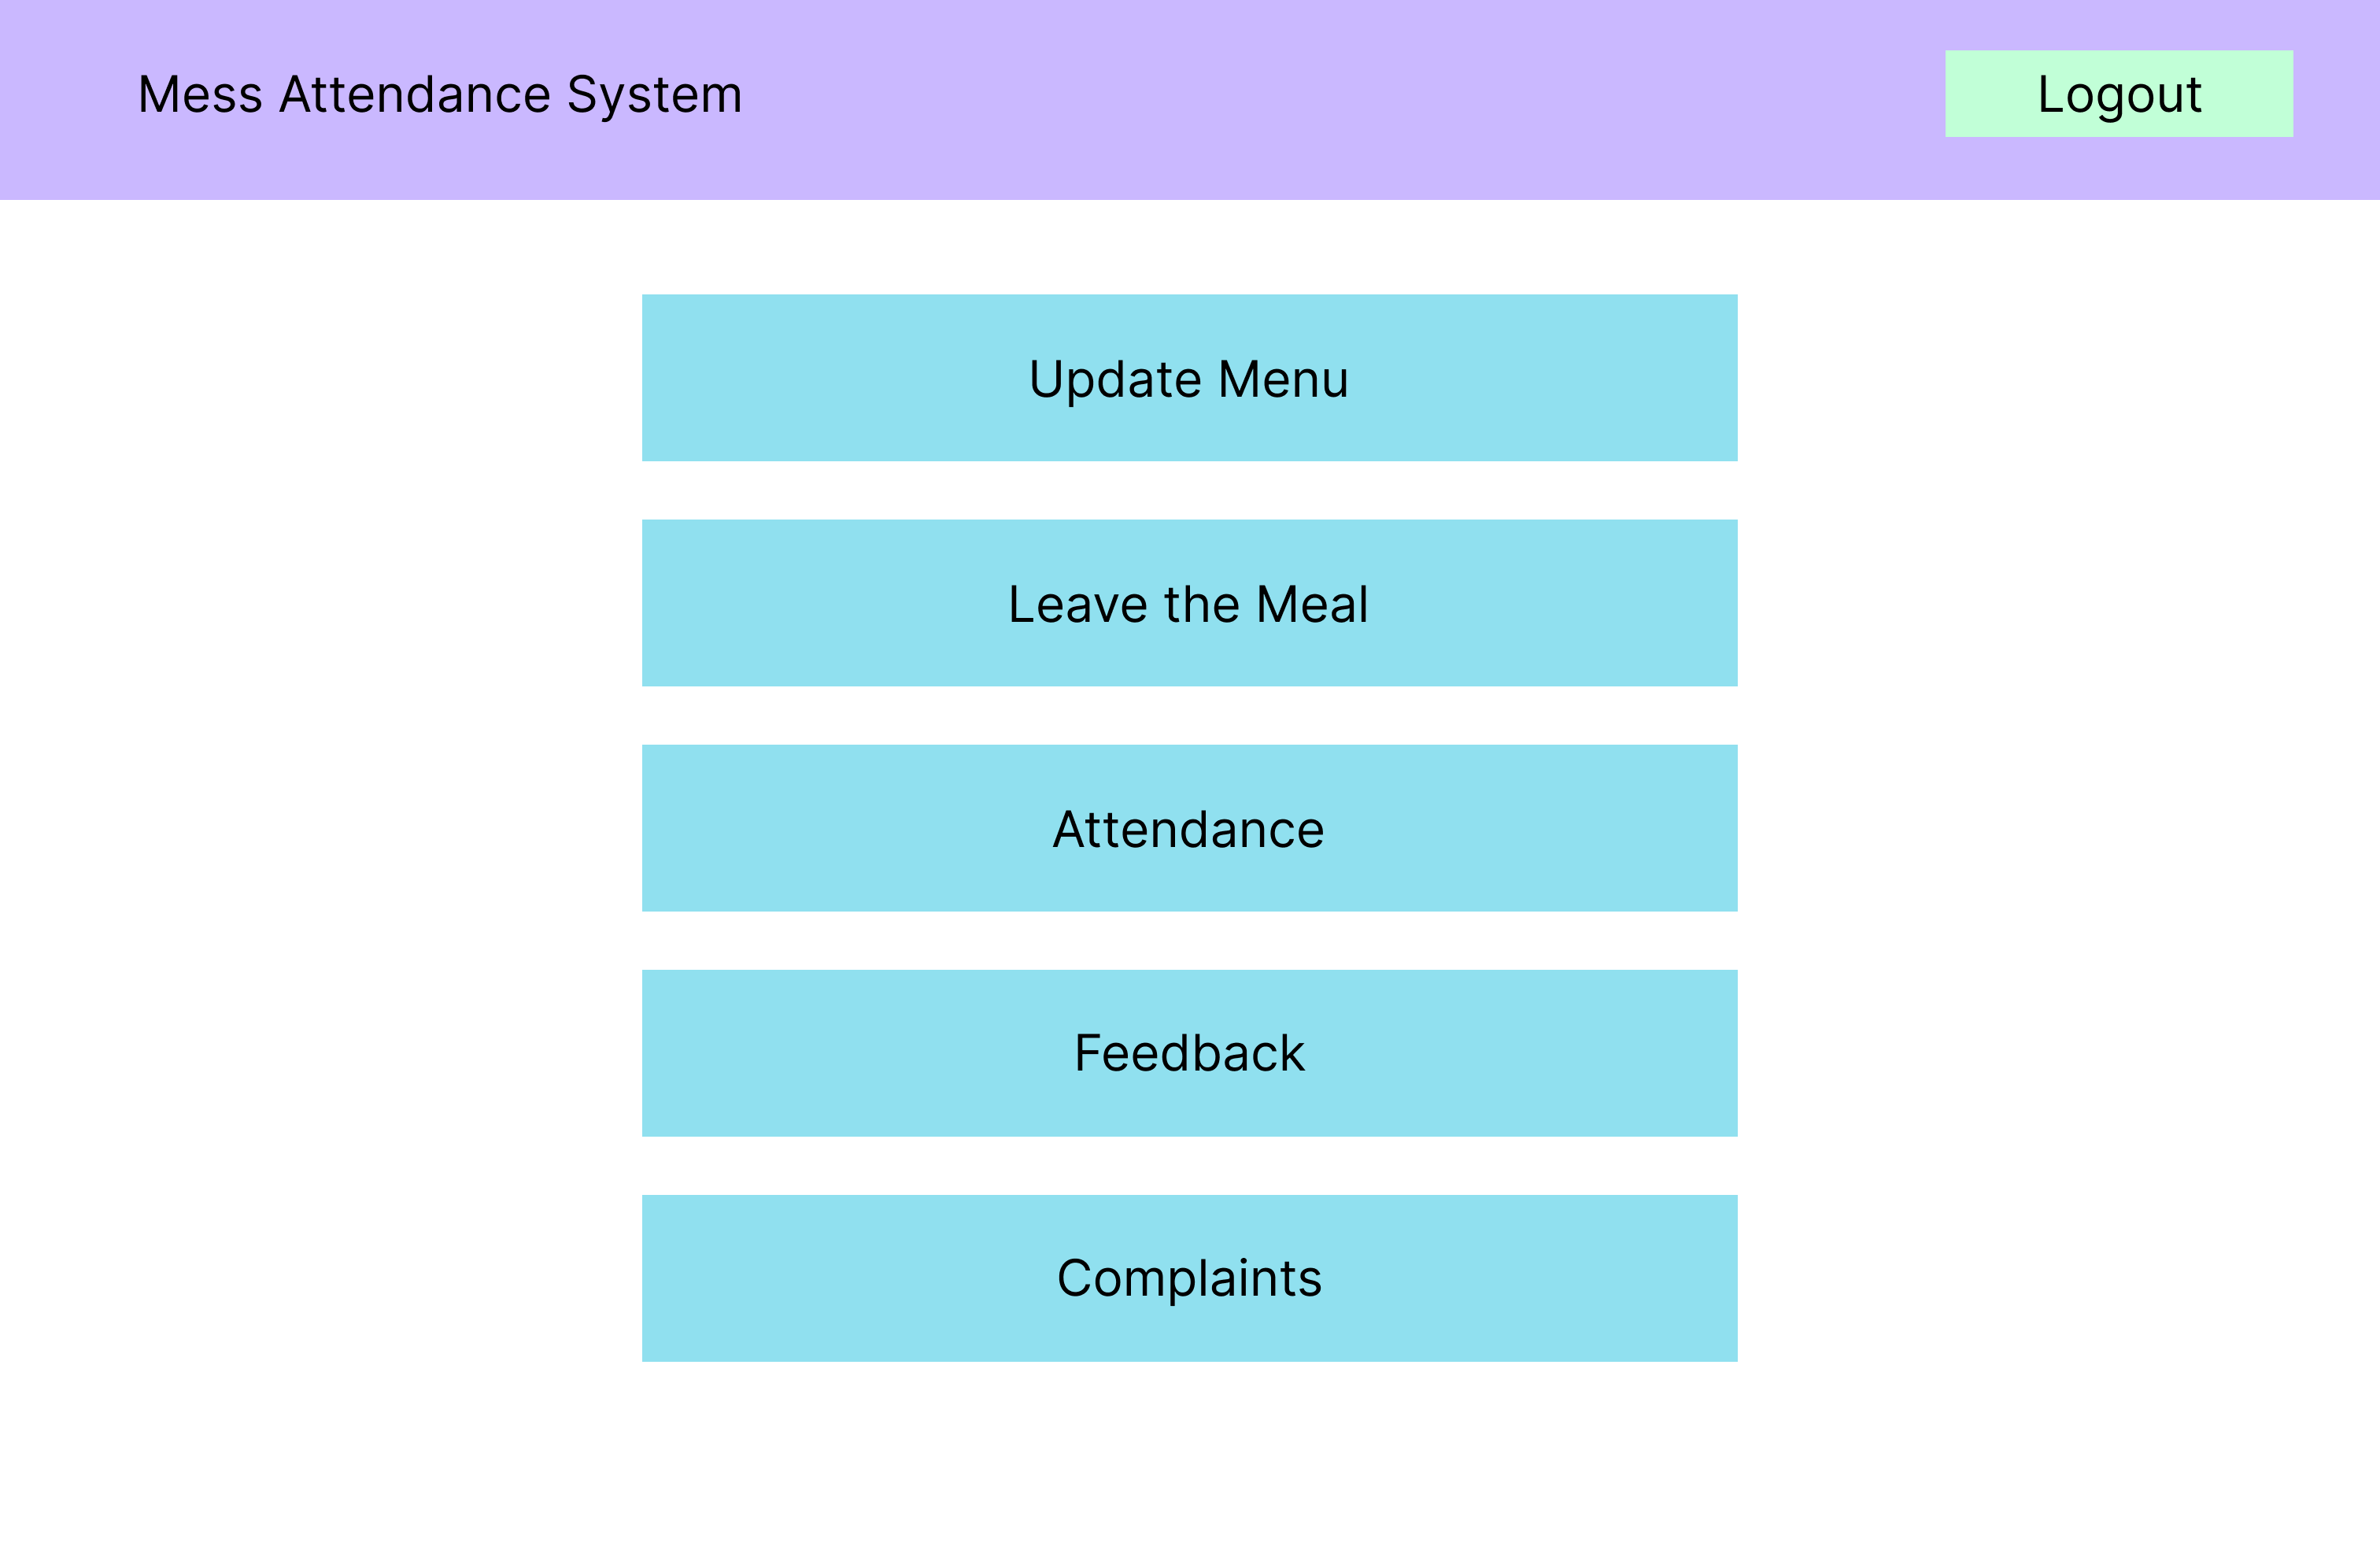 Mess Attendance System
Logout
Update Menu
Leave the Meal
Attendance
Feedback
Complaints